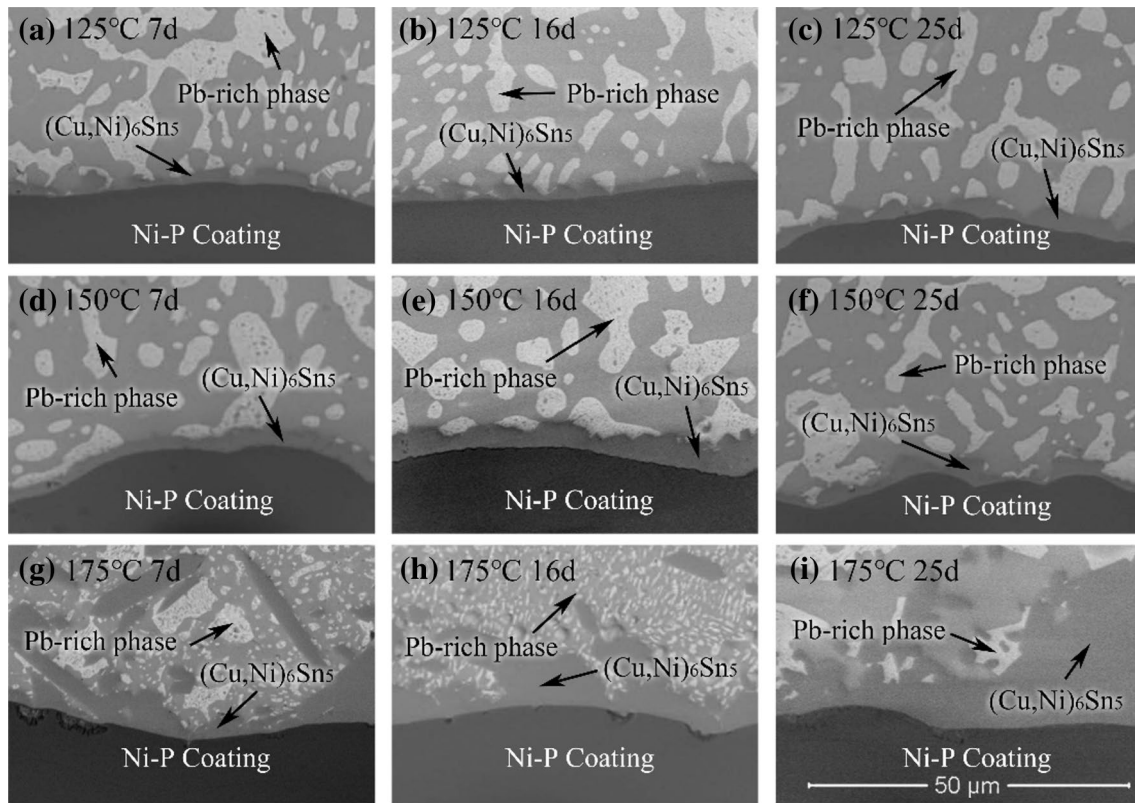 (a) 125°C 7d
Pb-rich phase
(Cu,Ni)₆Sn₅
Ni-P Coating
(b) 125°C 16d
Pb-rich phase
(Cu,Ni)₆Sn₅
Ni-P Coating
(c) 125°C 25d
Pb-rich phase
(Cu,Ni)₆Sn₅
Ni-P Coating
(d) 150°C 7d
Pb-rich phase
(Cu,Ni)₆Sn₅
Ni-P Coating
(e) 150°C 16d
Pb-rich phase
(Cu,Ni)₆Sn₅
Ni-P Coating
(f) 150°C 25d
Pb-rich phase
(Cu,Ni)₆Sn₅
Ni-P Coating
(g) 175°C 7d
Pb-rich phase
(Cu,Ni)₆Sn₅
Ni-P Coating
(h) 175°C 16d
Pb-rich phase
(Cu,Ni)₆Sn₅
Ni-P Coating
(i) 175°C 25d
Pb-rich phase
(Cu,Ni)₆Sn₅
Ni-P Coating
50 µm